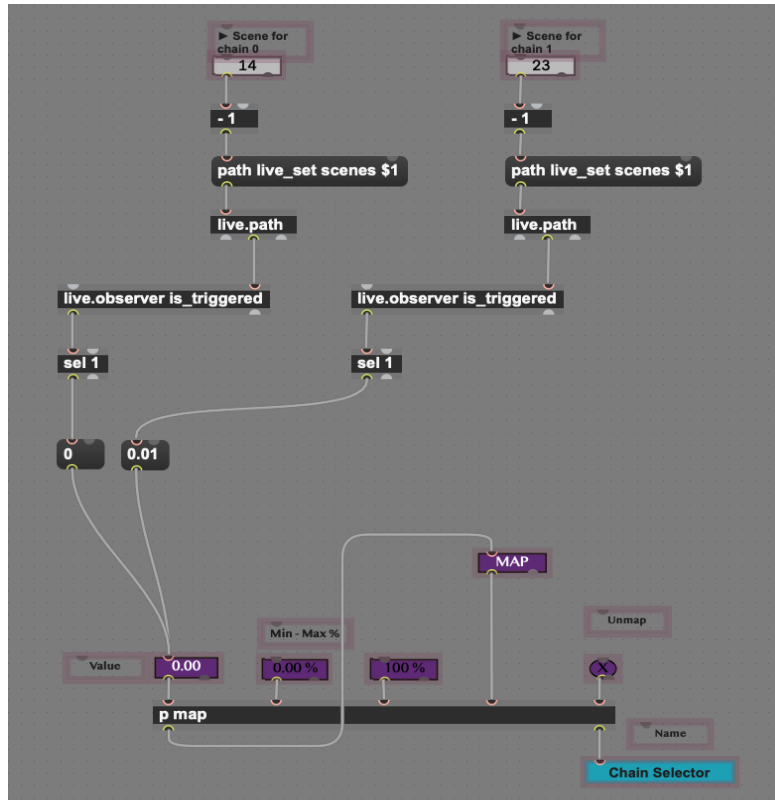 ► Scene for
chain 0
► Scene for
chain 1
14
23
- 1
- 1
path live_set scenes $1
path live_set scenes $1
live.path
live.path
live.observer is_triggered
live.observer is_triggered
sel 1
sel 1
0
0.01
MAP
Unmap
Min - Max %
Value
0.00
0.00 %
100 %
X
p map
Name
Chain Selector